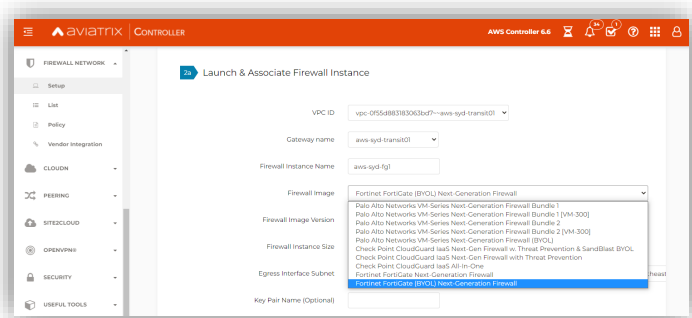 aviatrix CONTROLLER
AWS Controller 6.6
34
1
FIREWALL NETWORK
Setup
List
Policy
Vendor Integration
CLOUDN
PEERING
SITE2CLOUD
OPENVPN®
SECURITY
USEFUL TOOLS
2a Launch & Associate Firewall Instance
VPC ID vpc-0f55d883183063bd7~~aws-syd-transit01
Gateway name aws-syd-transit01
Firewall Instance Name aws-syd-fg1
Firewall Image Fortinet FortiGate (BYOL) Next-Generation Firewall
Palo Alto Networks VM-Series Next-Generation Firewall Bundle 1
Palo Alto Networks VM-Series Next-Generation Firewall Bundle 1 [VM-300]
Palo Alto Networks VM-Series Next-Generation Firewall Bundle 2
Palo Alto Networks VM-Series Next-Generation Firewall Bundle 2 [VM-300]
Palo Alto Networks VM-Series Next-Generation Firewall (BYOL)
Check Point CloudGuard IaaS Next-Gen Firewall w. Threat Prevention & SandBlast BYOL
Check Point CloudGuard IaaS Next-Gen Firewall with Threat Prevention
Check Point CloudGuard IaaS All-In-One
Fortinet FortiGate Next-Generation Firewall
Fortinet FortiGate (BYOL) Next-Generation Firewall
Firewall Image Version
Firewall Instance Size
Egress Interface Subnet
Key Pair Name (Optional)